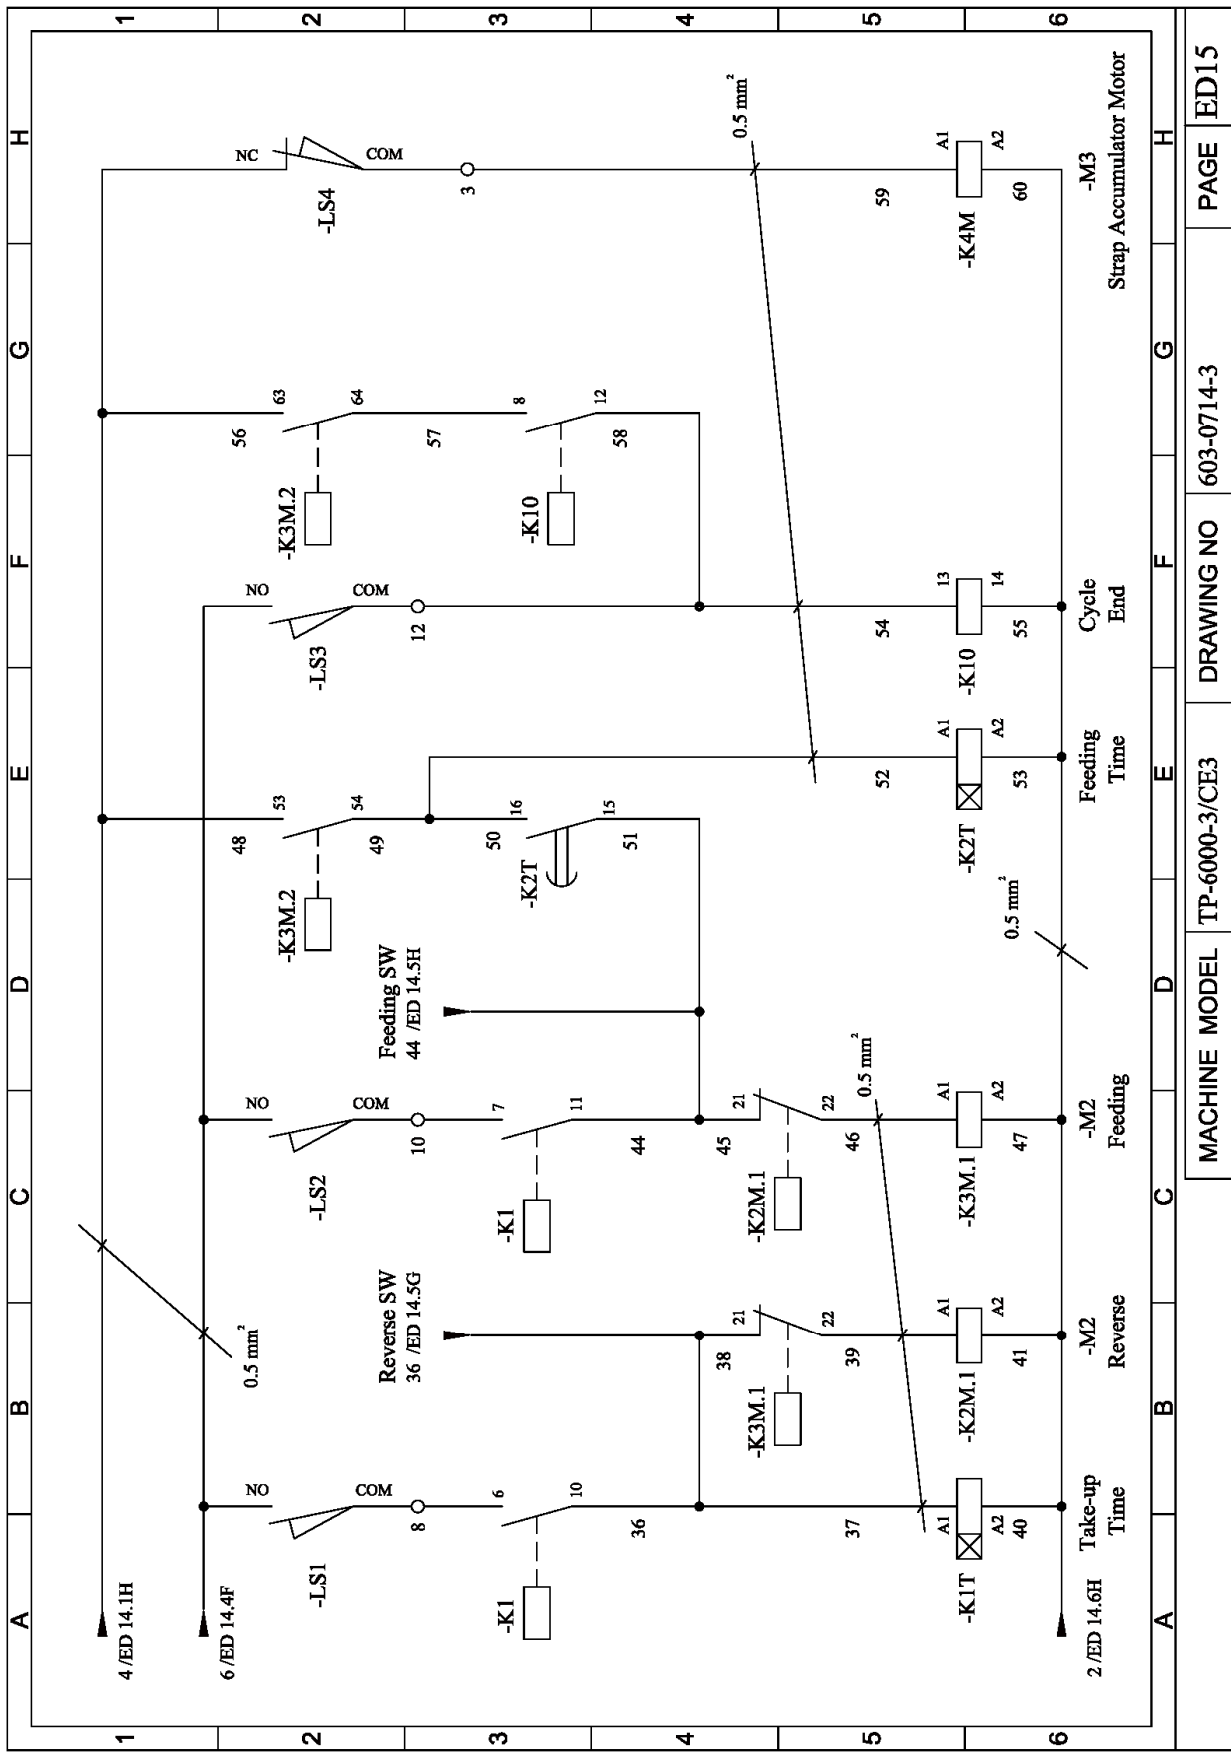 A B C D E F G H
1
2
3
4
5
6
4 /ED 14.1H
6 /ED 14.4F
0.5 mm²
NO
-LS1
COM
8
6
-K1
10
36
37
A1
-K1T
A2
40
Take-up
Time
Reverse SW
36 /ED 14.5G
38
21
-K3M.1
22
39
A1
-K2M.1
A2
41
-M2
Reverse
NO
-LS2
COM
10
7
-K1
11
44
45
21
-K2M.1
22
46
0.5 mm²
A1
-K3M.1
A2
47
-M2
Feeding
Feeding SW
44 /ED 14.5H
48
53
-K3M.2
54
49
50
16
-K2T
15
51
52
A1
-K2T
A2
53
Feeding
Time
0.5 mm²
NO
-LS3
COM
12
54
13
-K10
14
55
Cycle
End
56
63
-K3M.2
64
57
8
-K10
12
58
NC
-LS4
COM
3
0.5 mm²
59
A1
-K4M
A2
60
-M3
Strap Accumulator Motor
2 /ED 14.6H
1
2
3
4
5
6
A B C D E F G H
MACHINE MODEL TP-6000-3/CE3 DRAWING NO 603-0714-3 PAGE ED15